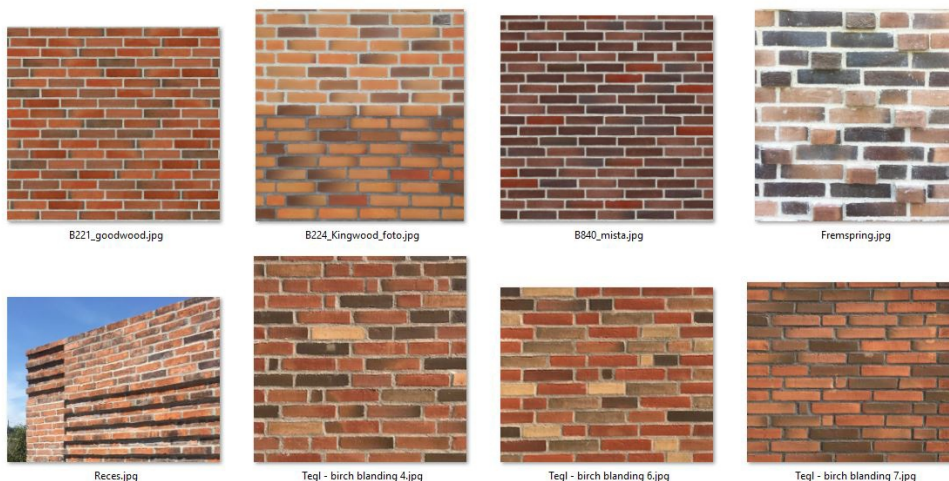 B221_goodwood.jpg
B224_Kingwood_foto.jpg
B840_mista.jpg
Fremspring.jpg
Reces.jpg
Tegl - birch blanding 4.jpg
Tegl - birch blanding 6.jpg
Tegl - birch blanding 7.jpg